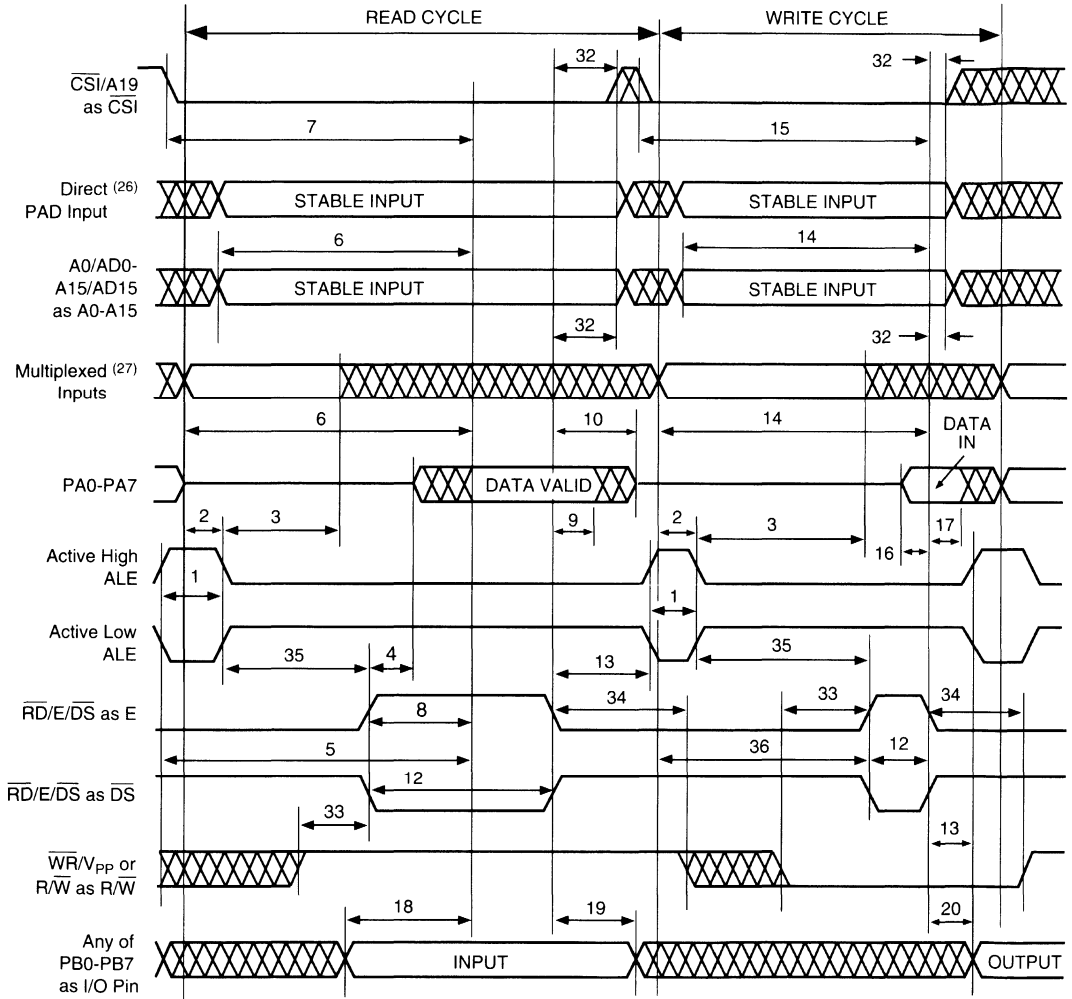 READ CYCLE
WRITE CYCLE
32
32
CSI/A19
as CSI
7
15
Direct (26)
PAD Input
STABLE INPUT
STABLE INPUT
6
14
A0/AD0-
A15/AD15
as A0-A15
STABLE INPUT
STABLE INPUT
32
32
Multiplexed (27)
Inputs
6
10
14
DATA
IN
PA0-PA7
DATA VALID
2
3
9
2
3
17
16
Active High
ALE
1
1
Active Low
ALE
35
4
13
35
34
33
34
RD/E/DS as E
8
5
36
12
12
RD/E/DS as DS
33
13
WR/VPP or
R/W as R/W
18
19
20
Any of
PB0-PB7
as I/O Pin
INPUT
OUTPUT